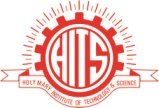 HITS
HOLY MARY INSTITUTE OF TECHNOLOGY & SCIENCE